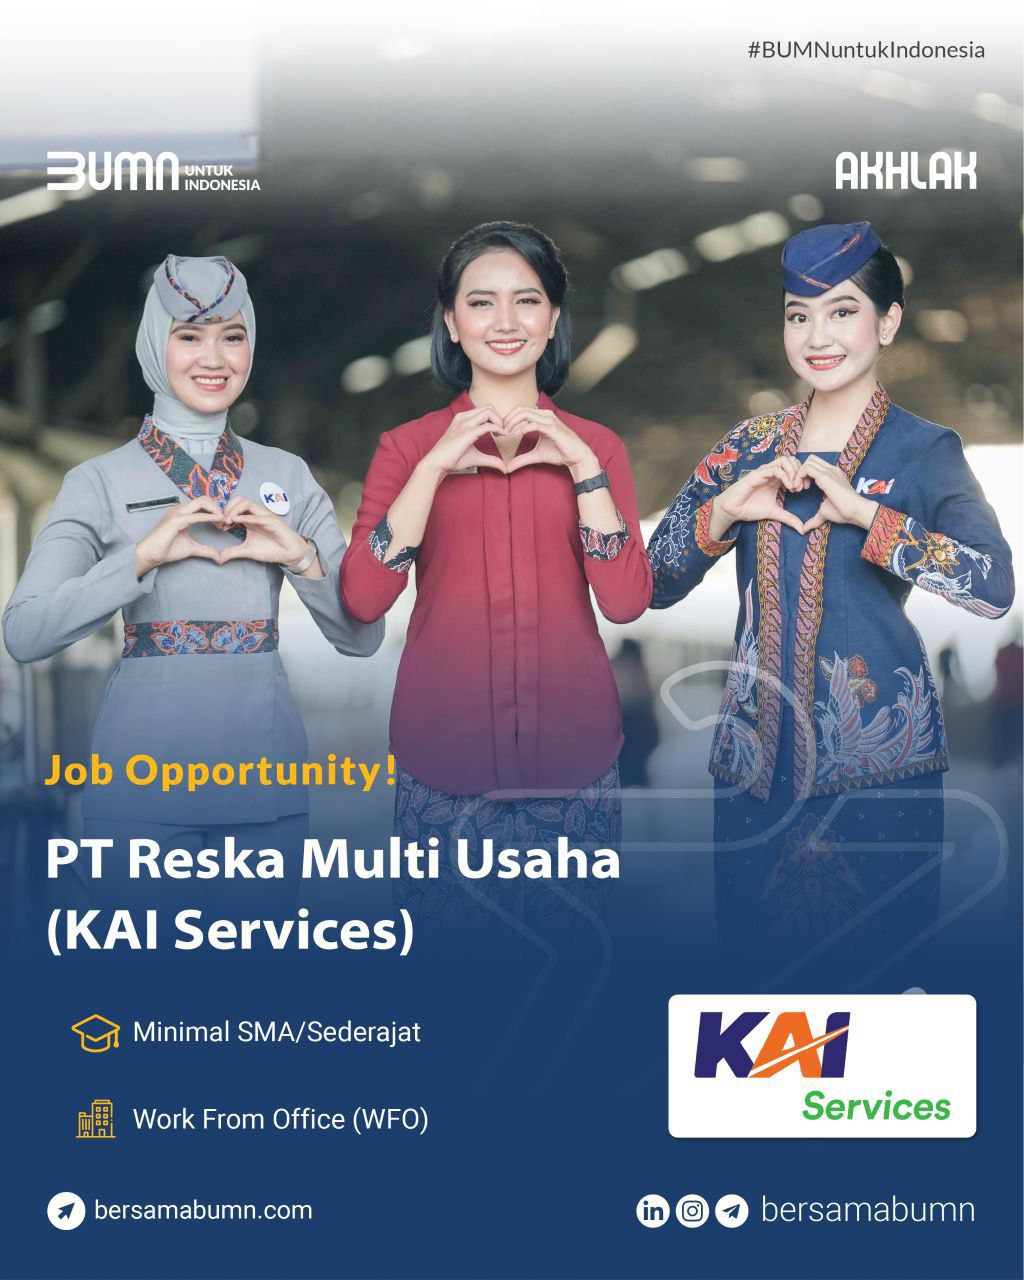 #BUMNuntukIndonesia
BUMN UNTUK
INDONESIA
AKHLAK
KAI
KAI
Job Opportunity!
PT Reska Multi Usaha
(KAI Services)
Minimal SMA/Sederajat
Work From Office (WFO)
KAI
Services
bersamabumn.com
in
bersamabumn